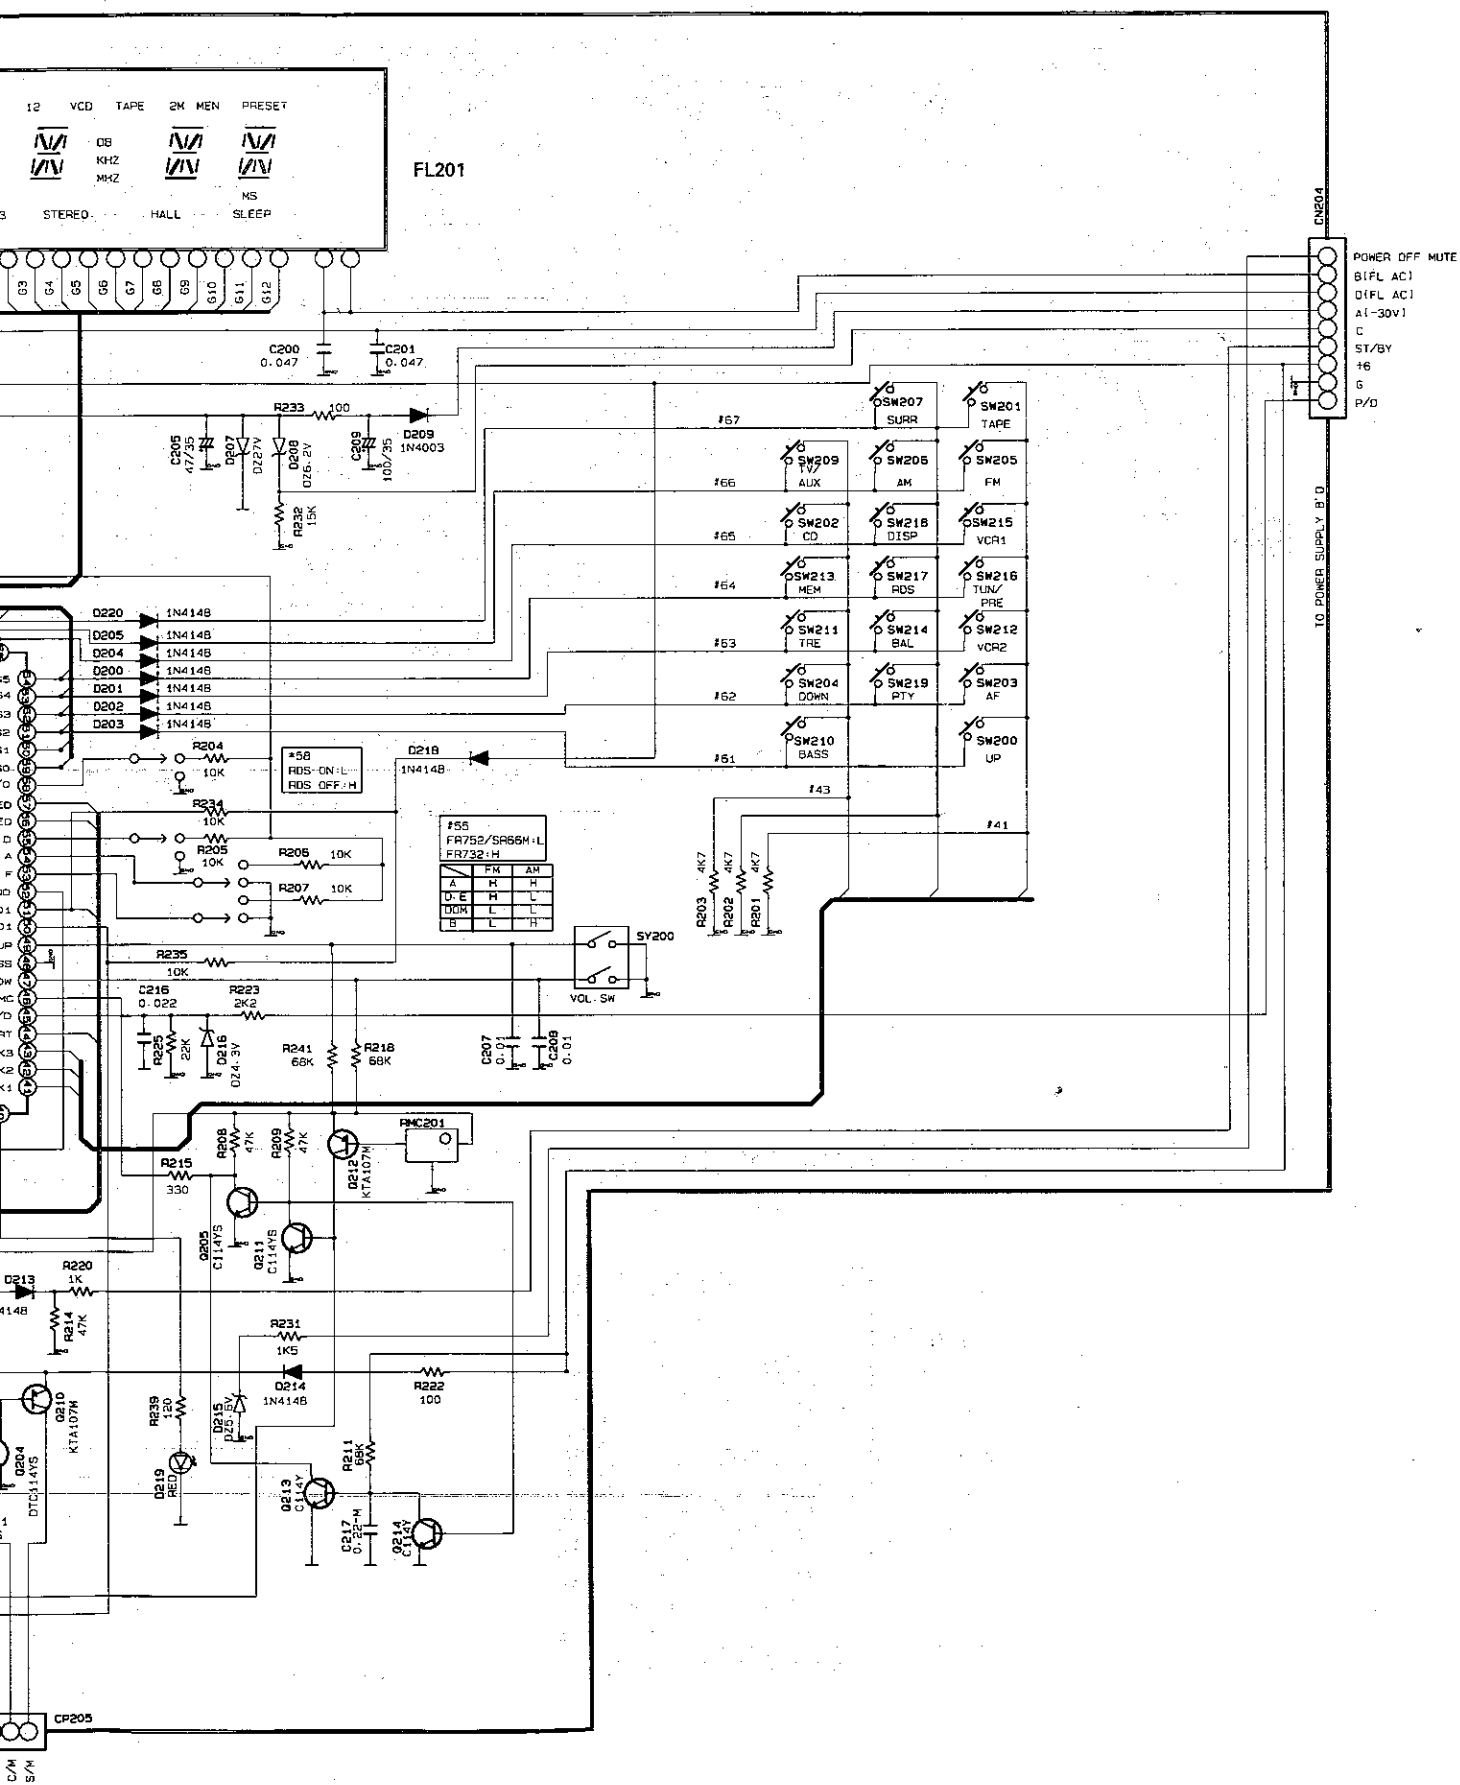 12 VCD TAPE 2M MEN PRESET
DB
KHZ
MHZ
MS
3 STEREO HALL SLEEP
FL201
CN204
G3 G4 G5 G6 G7 G8 G9 G10 G11 G12
POWER OFF MUTE
B(FL AC)
D(FL AC)
A(-30V)
C
ST/BY
+6
G
P/D
TO POWER SUPPLY B'D
C200
0.047
C201
0.047
R233 100
C205
47/35
D207
DZ27V
D208
DZ6.2V
C209
100/35
D209
1N4003
R232
15K
#67
SW207
SURR
SW201
TAPE
#66
SW209
TV/
AUX
SW206
AM
SW205
FM
#65
SW202
CD
SW218
DISP
SW215
VCR1
#64
SW213
MEM
SW217
RDS
SW216
TUN/
PRE
#63
SW211
TRE
SW214
BAL
SW212
VCR2
#62
SW204
DOWN
SW219
PTY
SW203
AF
#61
SW210
BASS
SW200
UP
#43
#41
D220 1N4148
D205 1N4148
D204 1N4148
D200 1N4148
D201 1N4148
D202 1N4148
D203 1N4148
R204
10K
*58
RDS ON:L
RDS OFF:H
D218
1N4148
R234
10K
R205
10K
R206 10K
R207 10K
#55
FR752/SR66M:L
FR732:H
FM AM
A H H
D.E H L
DOM L L
B L H
R203 4K7
R202 4K7
R201 4K7
SY200
VOL.SW
R235
10K
C216
0.022
R223
2K2
R225
22K
D216
DZ4.3V
R241
68K
R218
68K
C207
0.01
C208
0.01
R208
47K
R209
47K
Q212
KTA107M
RMC201
R215
330
Q205
C114YS
Q211
C114YS
D213
4148
R220
1K
R214
47K
R231
1K5
D214
1N4148
R222
100
D215
DZ5.6V
Q210
KTA107M
Q204
DTC114YS
R239
120
D219
RED
R211
68K
Q213
C114Y
C217
0.22-M
Q214
C114Y
CP205
C/M
S/M